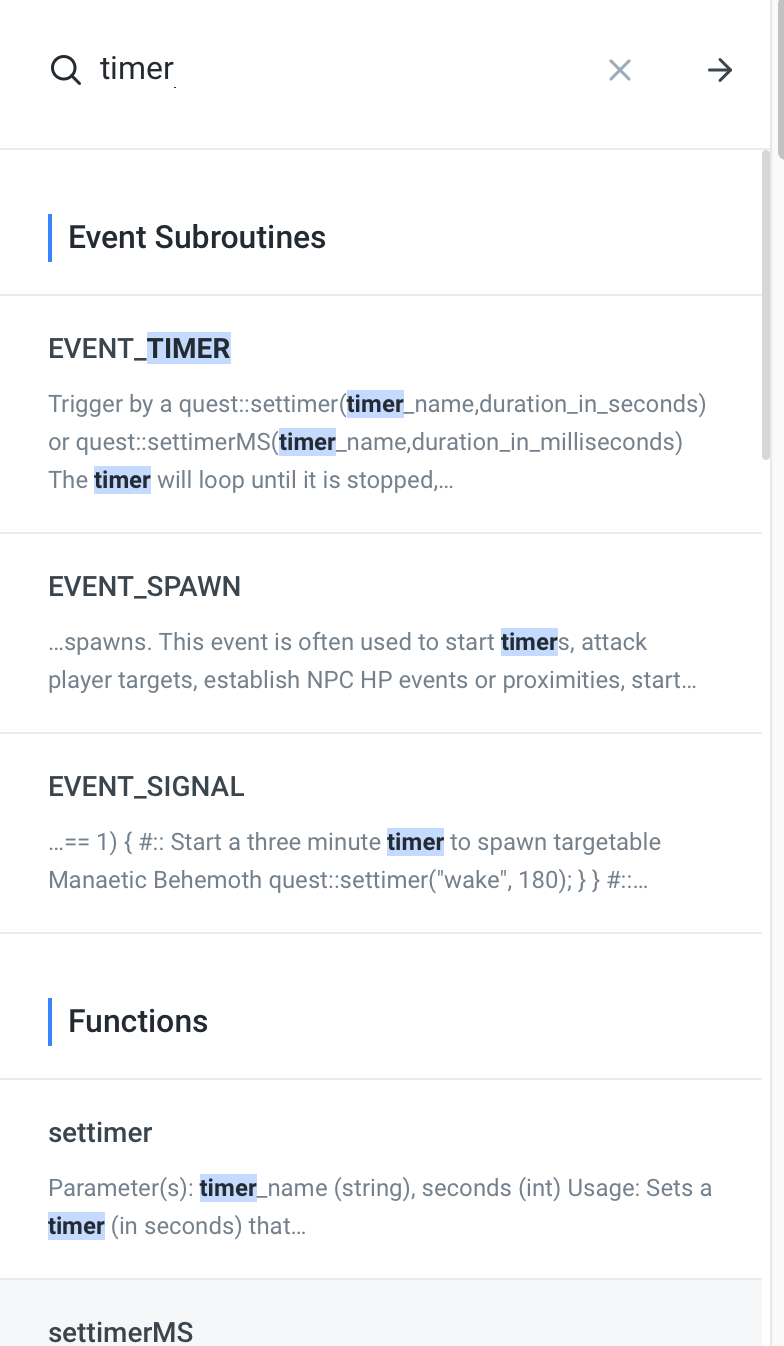 timer
Event Subroutines
EVENT_TIMER
Trigger by a quest::settimer(timer_name,duration_in_seconds)
or quest::settimerMS(timer_name,duration_in_milliseconds)
The timer will loop until it is stopped,...
EVENT_SPAWN
...spawns. This event is often used to start timers, attack
player targets, establish NPC HP events or proximities, start...
EVENT_SIGNAL
...== 1) { #:: Start a three minute timer to spawn targetable
Manaetic Behemoth quest::settimer("wake", 180); } } #::...
Functions
settimer
Parameter(s): timer_name (string), seconds (int) Usage: Sets a
timer (in seconds) that...
settimerMS